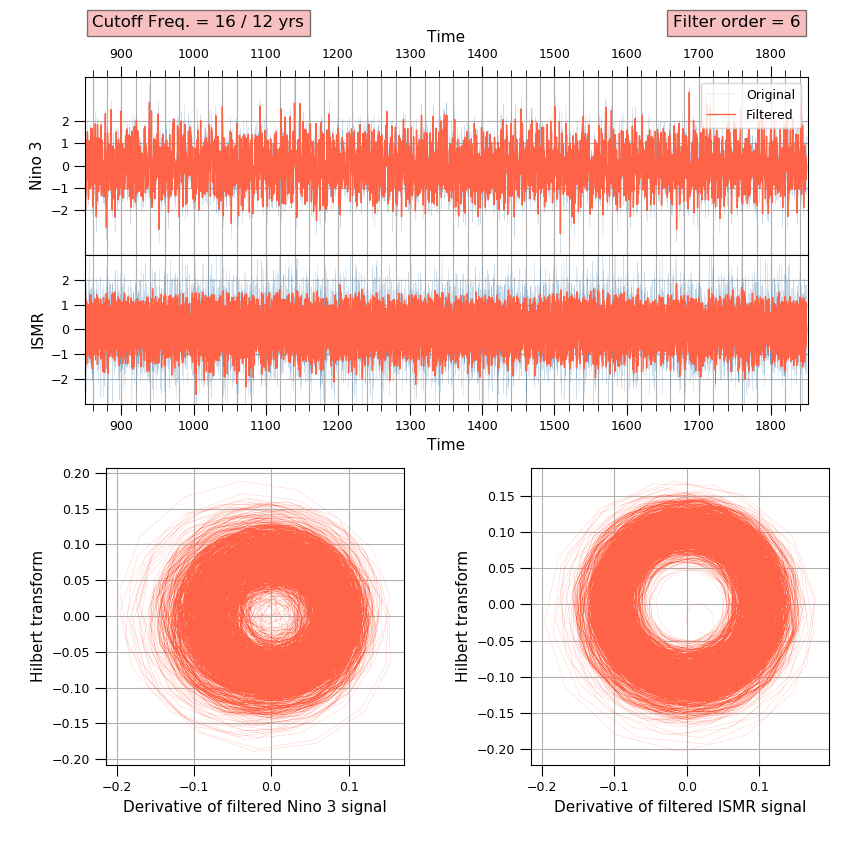 Cutoff Freq. = 16 / 12 yrs
Filter order = 6
Time
900 1000 1100 1200 1300 1400 1500 1600 1700 1800
Original
Filtered
Nino 3
2
1
0
−1
−2
ISMR
2
1
0
−1
−2
900 1000 1100 1200 1300 1400 1500 1600 1700 1800
Time
Hilbert transform
0.20
0.15
0.10
0.05
0.00
−0.05
−0.10
−0.15
−0.20
−0.2 −0.1 0.0 0.1
Derivative of filtered Nino 3 signal
Hilbert transform
0.15
0.10
0.05
0.00
−0.05
−0.10
−0.15
−0.20
−0.2 −0.1 0.0 0.1
Derivative of filtered ISMR signal